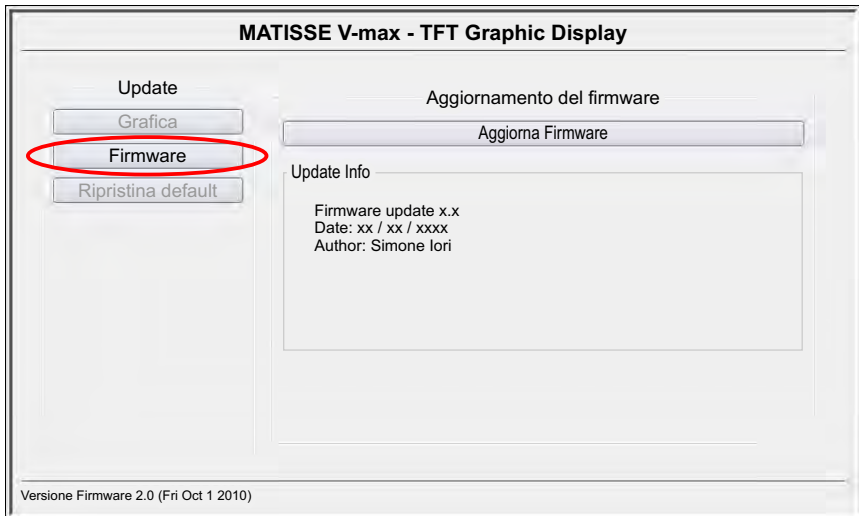 MATISSE V-max - TFT Graphic Display
Update
Grafica
Firmware
Ripristina default
Aggiornamento del firmware
Aggiorna Firmware
Update Info
Firmware update x.x
Date: xx / xx / xxxx
Author: Simone Iori
Versione Firmware 2.0 (Fri Oct 1 2010)